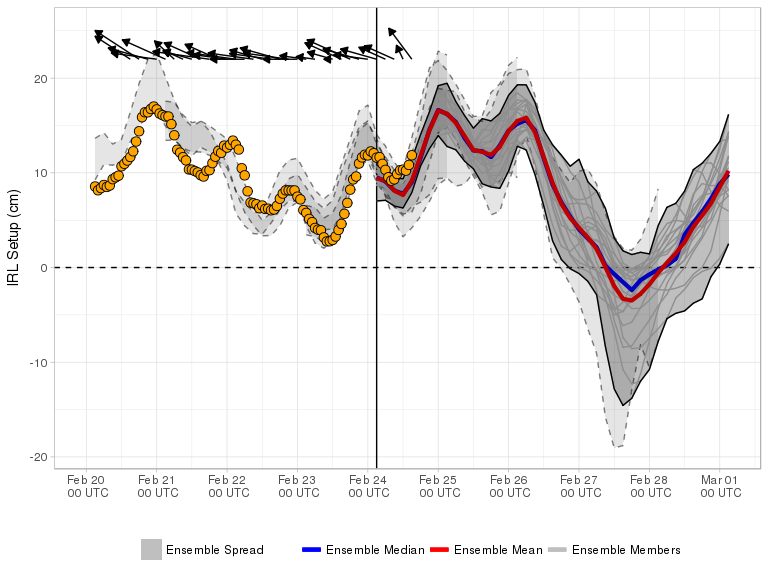 IRL Setup (cm)
20
10
0
-10
-20
Feb 20 Feb 21 Feb 22 Feb 23 Feb 24 Feb 25 Feb 26 Feb 27 Feb 28 Mar 01
00 UTC 00 UTC 00 UTC 00 UTC 00 UTC 00 UTC 00 UTC 00 UTC 00 UTC 00 UTC
Ensemble Spread Ensemble Median Ensemble Mean Ensemble Members